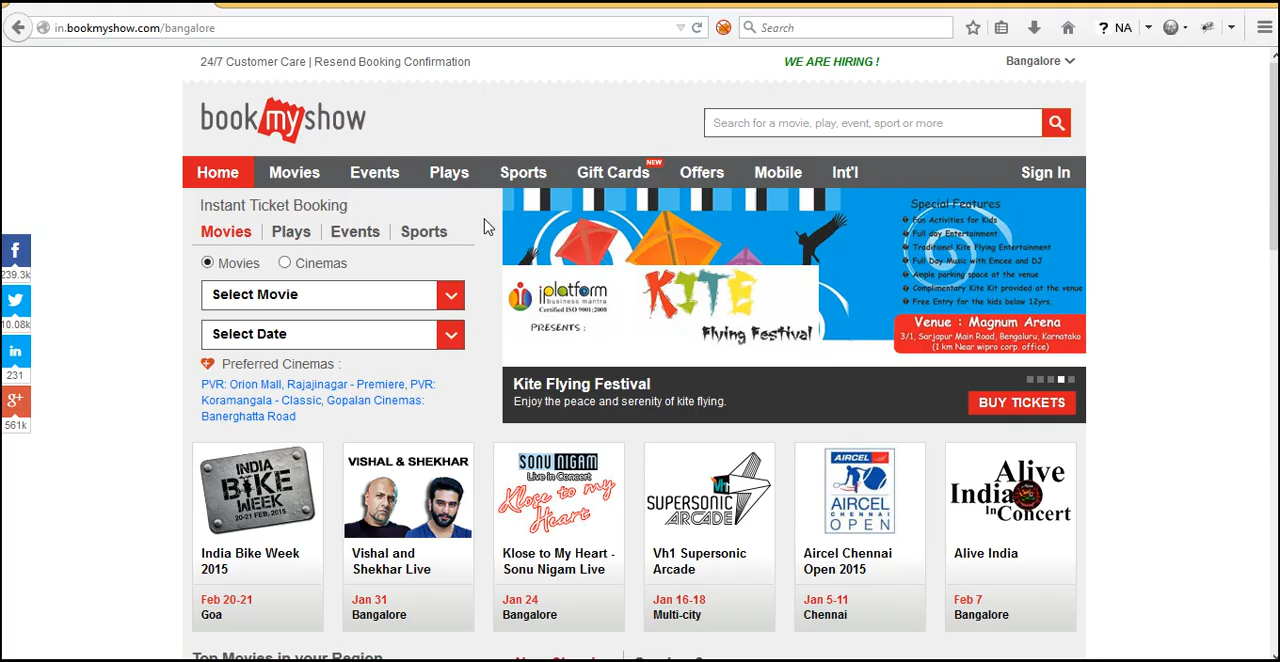 in.bookmyshow.com/bangalore
Search
? NA
24/7 Customer Care | Resend Booking Confirmation
WE ARE HIRING !
Bangalore
bookmyshow
Search for a movie, play, event, sport or more
Home Movies Events Plays Sports Gift Cards NEW Offers Mobile Int'l Sign In
Instant Ticket Booking
Movies | Plays | Events | Sports
Movies Cinemas
Select Movie
Select Date
Preferred Cinemas :
PVR: Orion Mall, Rajajinagar - Premiere, PVR:
Koramangala - Classic, Gopalan Cinemas:
Banerghatta Road
Special Features
Fun Activities for Kids
Full day Entertainment
Traditional Kite Flying Entertainment
Full Day Music with Emcee and DJ
Ample parking space at the venue
Complimentary Kite Kit provided at the venue
Free Entry for the kids below 12yrs.
iplatform
business mantra
Certified ISO 9001:2008
PRESENTS :
KITE
Flying Festival
Venue : Magnum Arena
3/1, Sarjapur Main Road, Bengaluru, Karnataka
(1 km Near wipro corp. office)
Kite Flying Festival
Enjoy the peace and serenity of kite flying.
BUY TICKETS
f
239.3k
10.08k
in
231
g+
561k
INDIA
BIKE
WEEK
20-21 FEB, 2015
India Bike Week
2015
Feb 20-21
Goa
VISHAL & SHEKHAR
Vishal and
Shekhar Live
Jan 31
Bangalore
SONU NIGAM
Live In Concert
Klose to my
Heart
Klose to My Heart -
Sonu Nigam Live
Jan 24
Bangalore
Vh1
SUPERSONIC
ARCADE
Vh1 Supersonic
Arcade
Jan 16-18
Multi-city
AIRCEL
AIRCEL
CHENNAI
OPEN
Aircel Chennai
Open 2015
Jan 5-11
Chennai
Alive
India
In Concert
Alive India
Feb 7
Bangalore
Top Movies in your Region